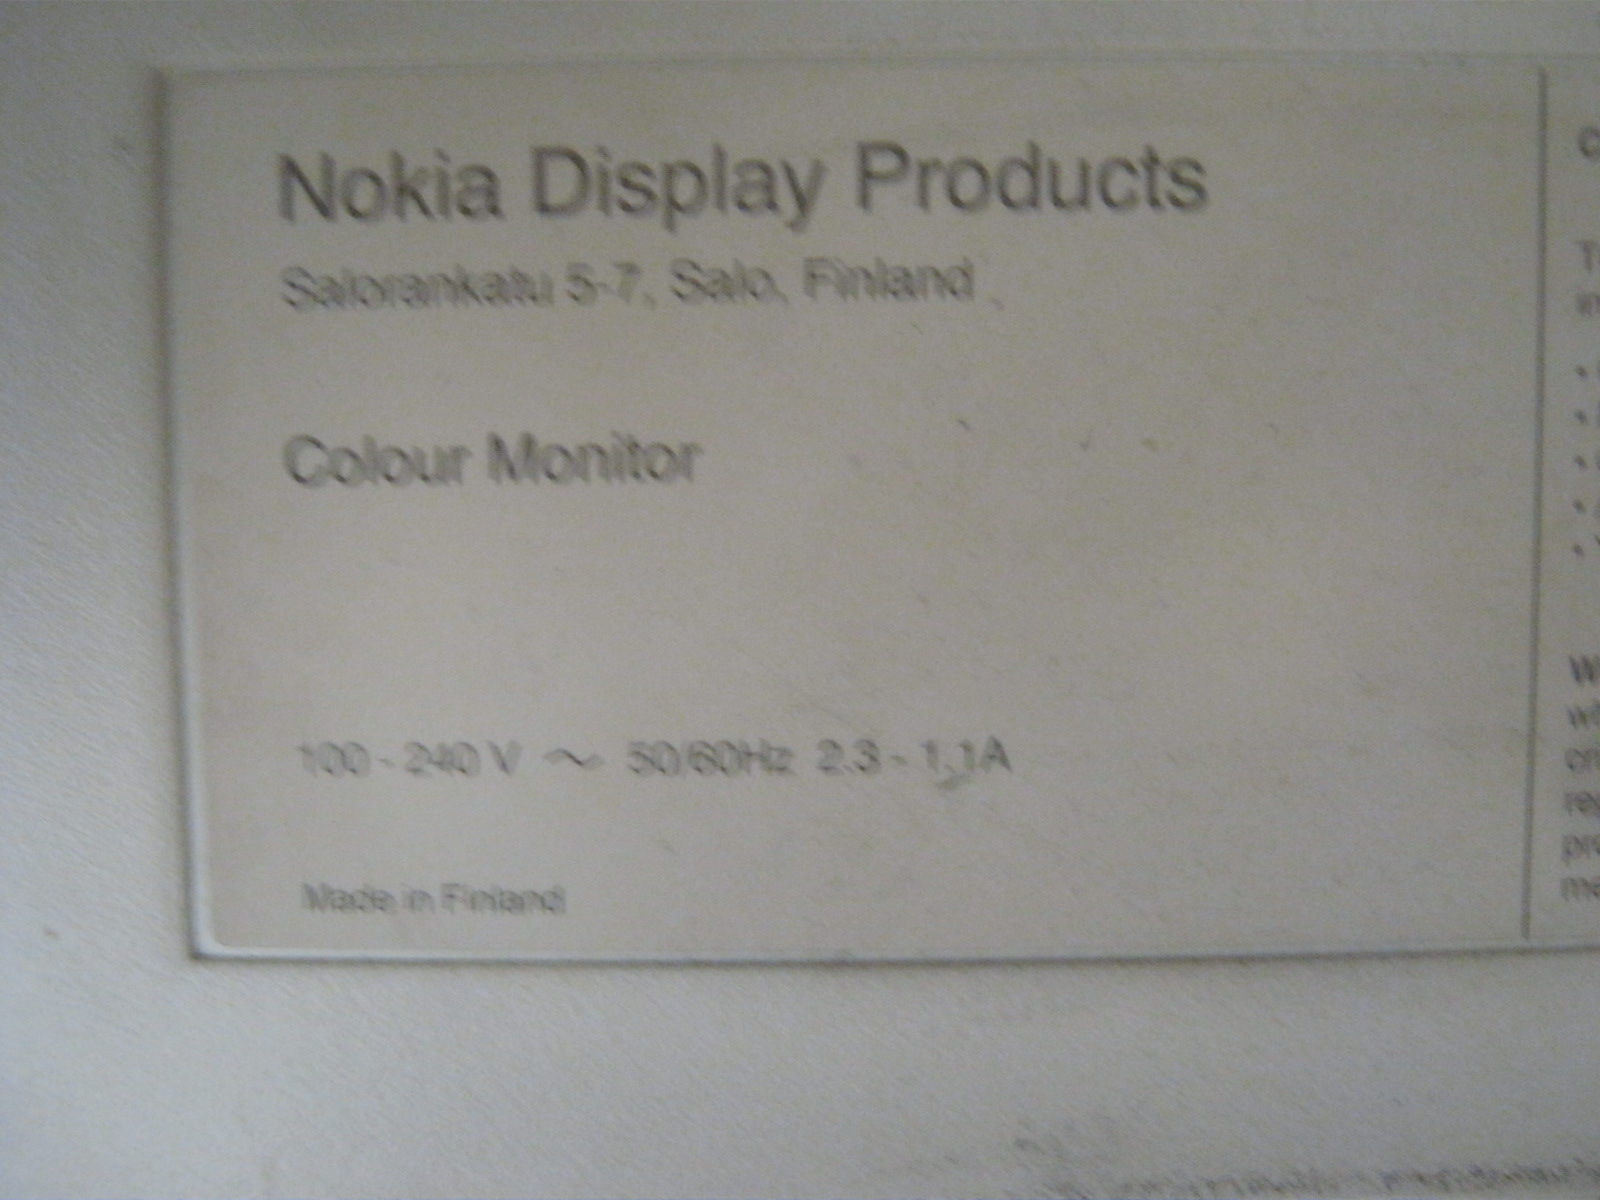 Nokia Display Products
Salorankatu 5-7, Salo, Finland
Colour Monitor
100 - 240 V ~ 50/60Hz 2.3 - 1.1A
Made in Finland